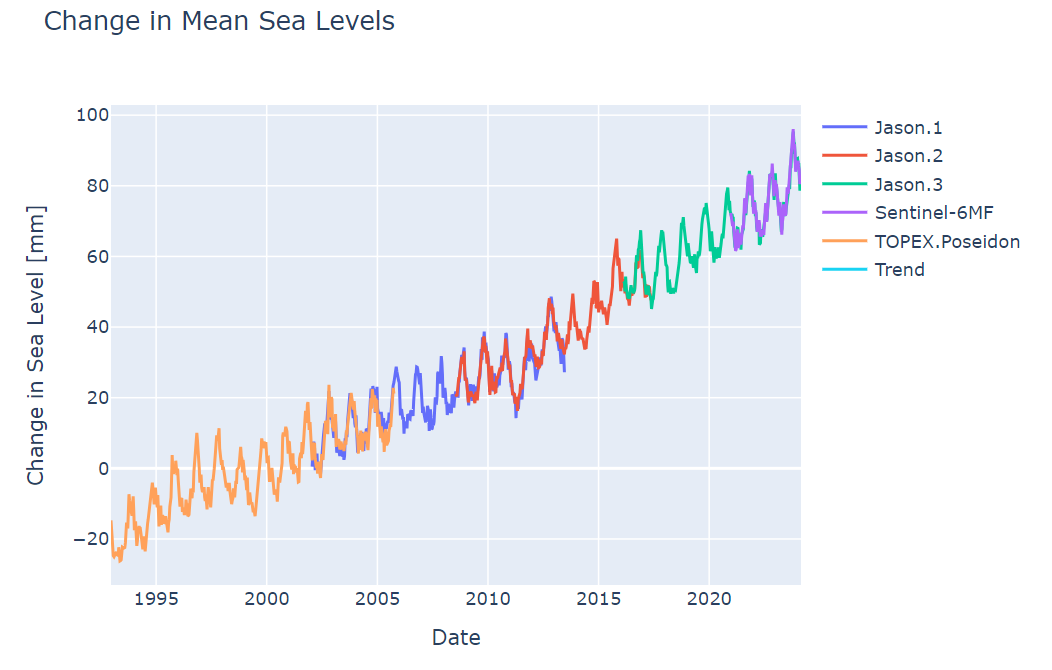 Change in Mean Sea Levels
Change in Sea Level [mm]
100
80
60
40
20
0
−20
1995
2000
2005
2010
2015
2020
Date
Jason.1
Jason.2
Jason.3
Sentinel-6MF
TOPEX.Poseidon
Trend